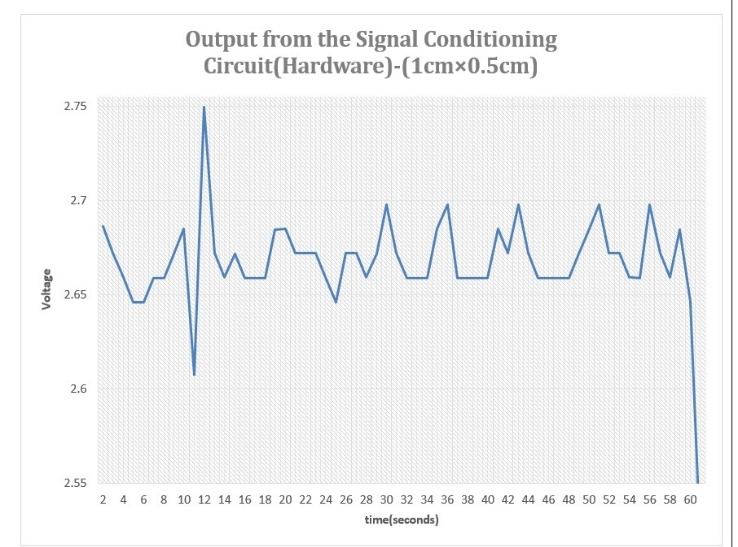 Output from the Signal Conditioning
Circuit(Hardware)-(1cm×0.5cm)
2.75
2.7
2.65
2.6
2.55
Voltage
2 4 6 8 10 12 14 16 18 20 22 24 26 28 30 32 34 36 38 40 42 44 46 48 50 52 54 56 58 60
time(seconds)